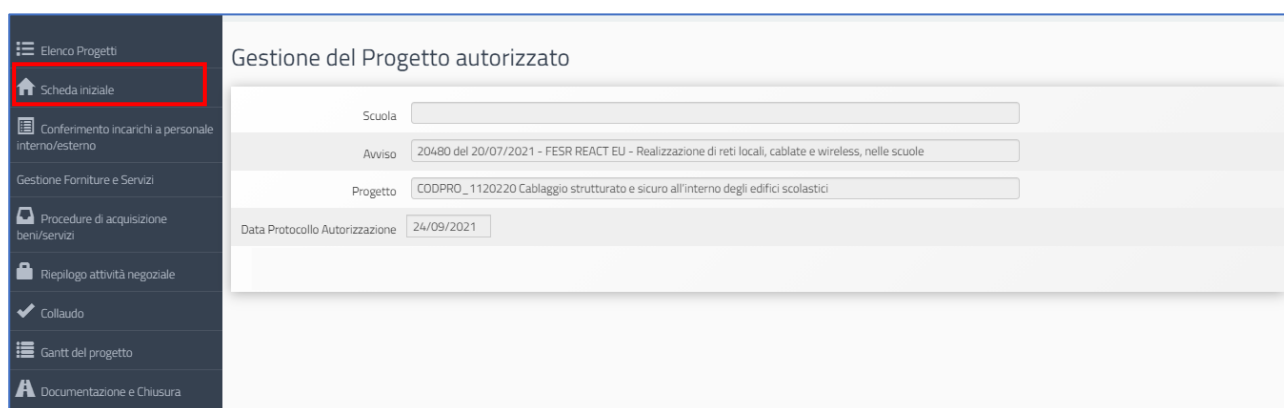 Elenco Progetti
Scheda iniziale
Conferimento incarichi a personale
interno/esterno
Gestione Forniture e Servizi
Procedure di acquisizione
beni/servizi
Riepilogo attività negoziale
Collaudo
Gantt del progetto
Documentazione e Chiusura
Gestione del Progetto autorizzato
Scuola
Avviso 20480 del 20/07/2021 - FESR REACT EU - Realizzazione di reti locali, cablate e wireless, nelle scuole
Progetto CODPRO_1120220 Cablaggio strutturato e sicuro all'interno degli edifici scolastici
Data Protocollo Autorizzazione 24/09/2021